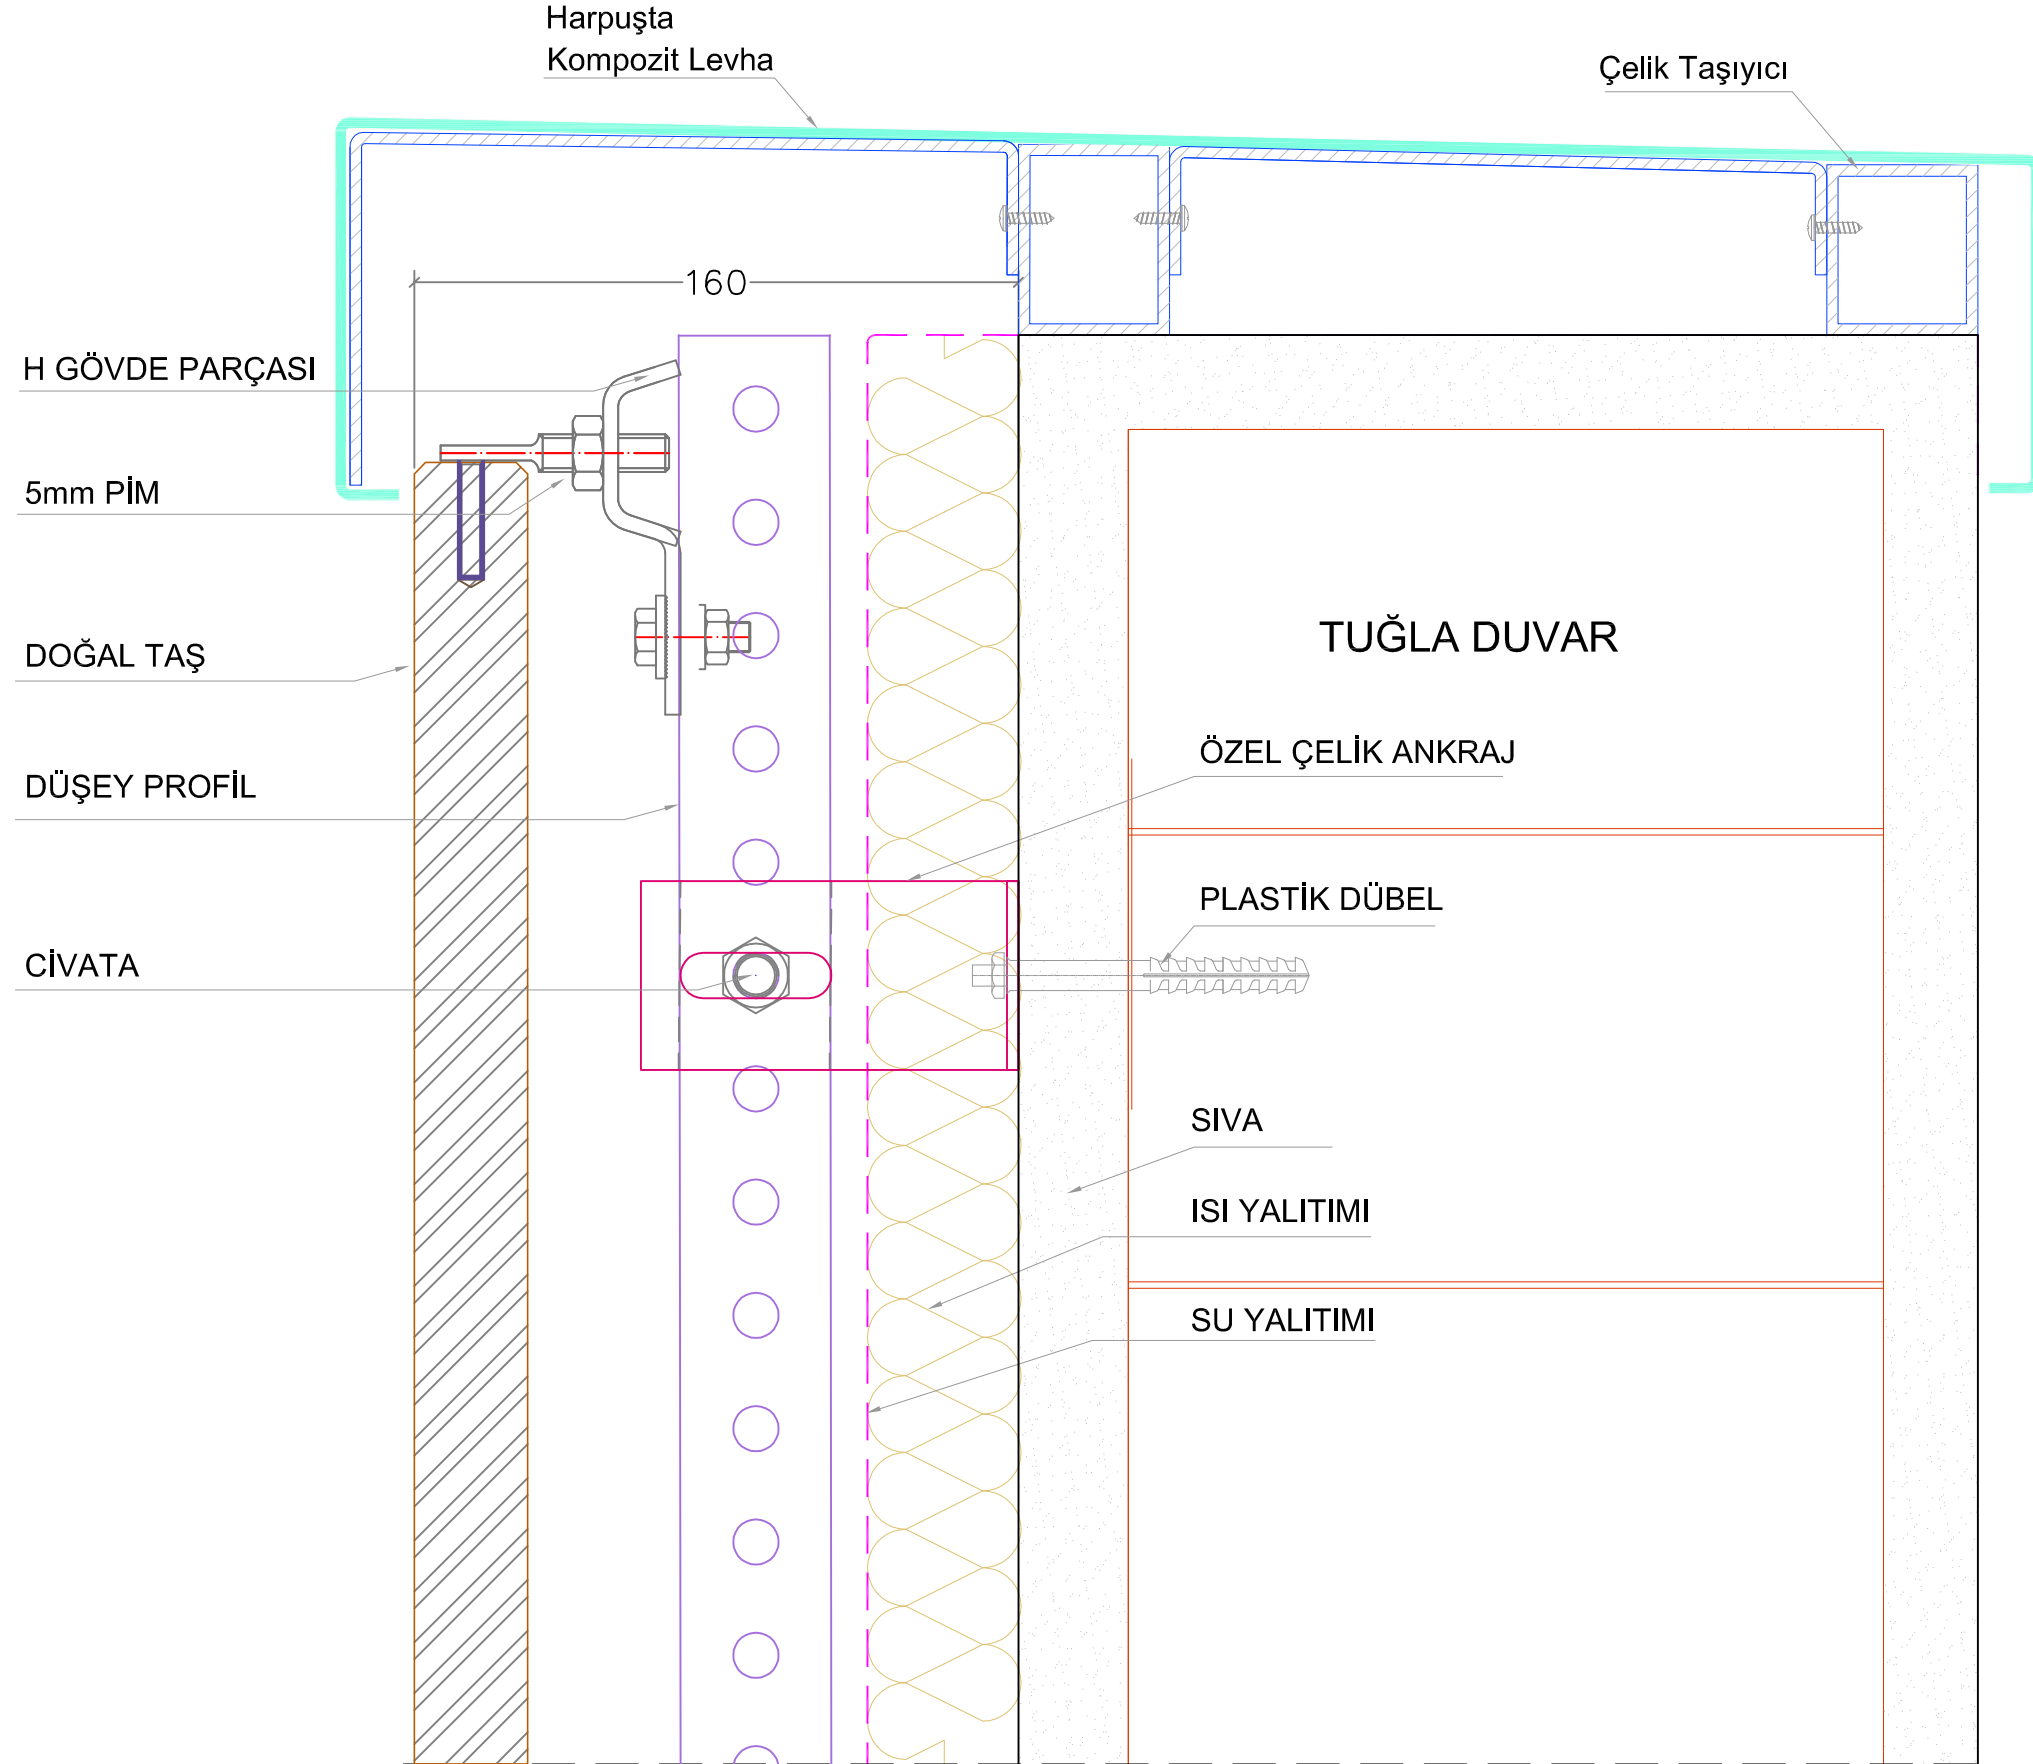 Harpuşta
Kompozit Levha
Çelik Taşıyıcı
160
H GÖVDE PARÇASI
5mm PİM
DOĞAL TAŞ
TUĞLA DUVAR
ÖZEL ÇELİK ANKRAJ
DÜŞEY PROFİL
PLASTİK DÜBEL
CİVATA
SIVA
ISI YALITIMI
SU YALITIMI